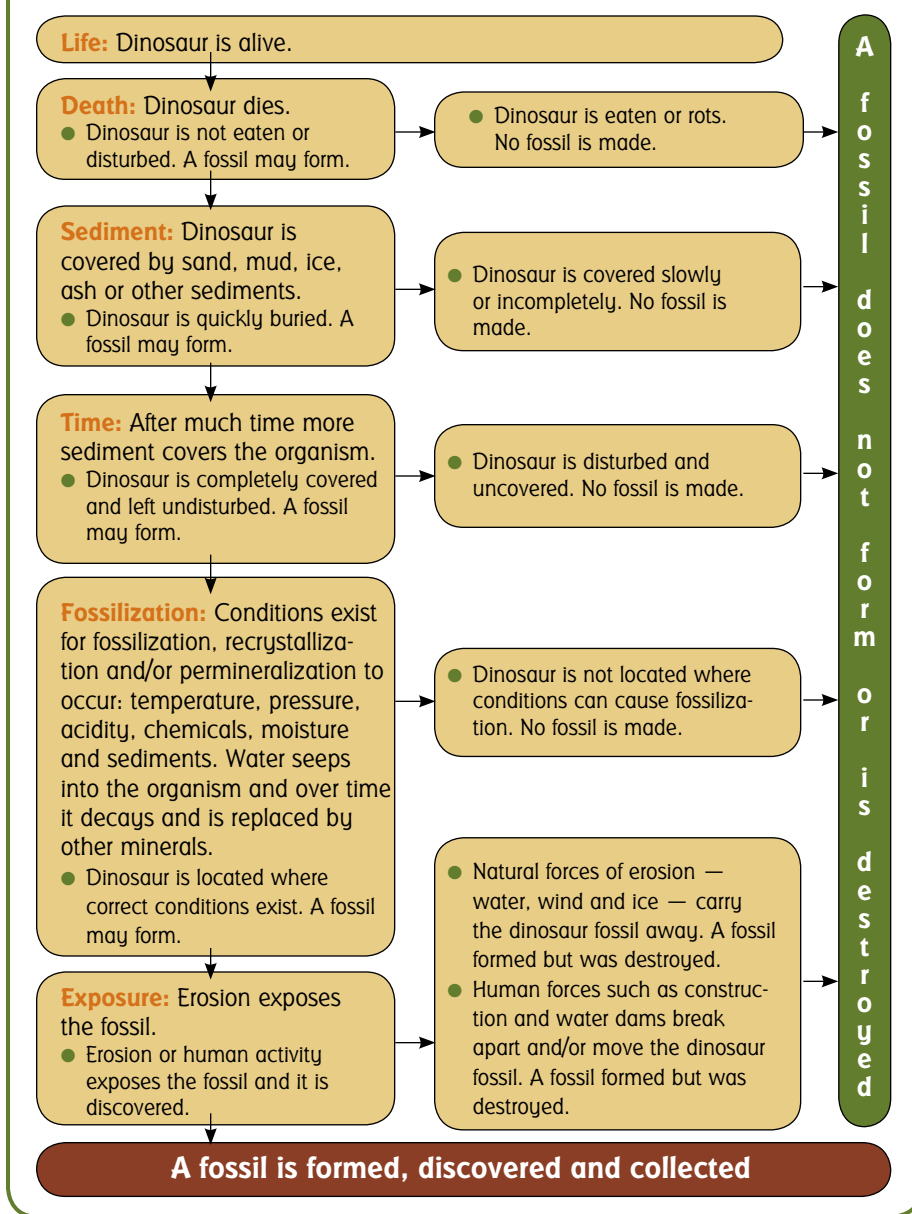 Life: Dinosaur is alive.
Death: Dinosaur dies.
● Dinosaur is not eaten or
disturbed. A fossil may form.
● Dinosaur is eaten or rots.
No fossil is made.
Sediment: Dinosaur is
covered by sand, mud, ice,
ash or other sediments.
● Dinosaur is quickly buried. A
fossil may form.
● Dinosaur is covered slowly
or incompletely. No fossil is
made.
Time: After much time more
sediment covers the organism.
● Dinosaur is completely covered
and left undisturbed. A fossil
may form.
● Dinosaur is disturbed and
uncovered. No fossil is made.
Fossilization: Conditions exist
for fossilization, recrystalliza-
tion and/or permineralization to
occur: temperature, pressure,
acidity, chemicals, moisture
and sediments. Water seeps
into the organism and over time
it decays and is replaced by
other minerals.
● Dinosaur is located where
correct conditions exist. A fossil
may form.
● Dinosaur is not located where
conditions can cause fossiliza-
tion. No fossil is made.
Exposure: Erosion exposes
the fossil.
● Erosion or human activity
exposes the fossil and it is
discovered.
● Natural forces of erosion —
water, wind and ice — carry
the dinosaur fossil away. A fossil
formed but was destroyed.
● Human forces such as construc-
tion and water dams break
apart and/or move the dinosaur
fossil. A fossil formed but was
destroyed.
A fossil does not form or is destroyed
A fossil is formed, discovered and collected